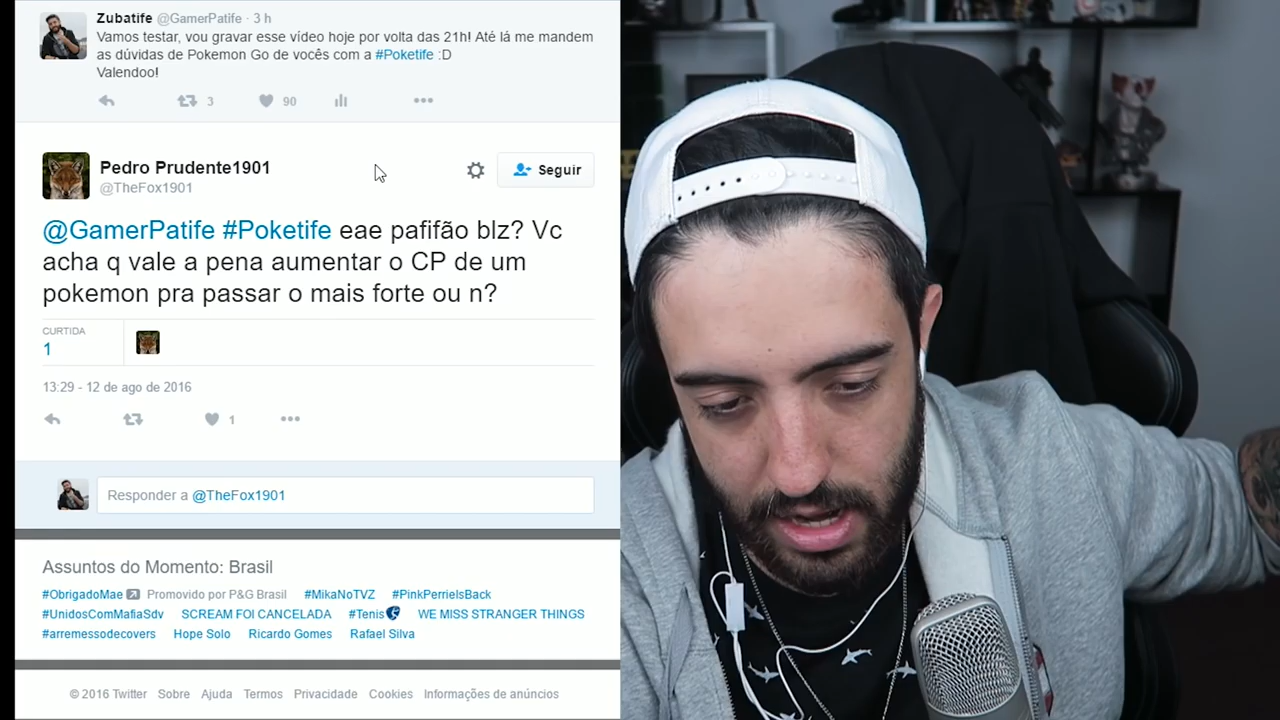 Zubatife @GamerPatife · 3 h
Vamos testar, vou gravar esse vídeo hoje por volta das 21h! Até lá me mandem
as dúvidas de Pokemon Go de vocês com a #Poketife :D
Valendoo!
3 90
Pedro Prudente1901
@TheFox1901
Seguir
@GamerPatife #Poketife eae pafifão blz? Vc
acha q vale a pena aumentar o CP de um
pokemon pra passar o mais forte ou n?
CURTIDA
1
13:29 - 12 de ago de 2016
1
Responder a @TheFox1901
Assuntos do Momento: Brasil
#ObrigadoMae Promovido por P&G Brasil #MikaNoTVZ #PinkPerrieIsBack
#UnidosComMafiaSdv SCREAM FOI CANCELADA #Tenis WE MISS STRANGER THINGS
#arremessodecovers Hope Solo Ricardo Gomes Rafael Silva
© 2016 Twitter Sobre Ajuda Termos Privacidade Cookies Informações de anúncios